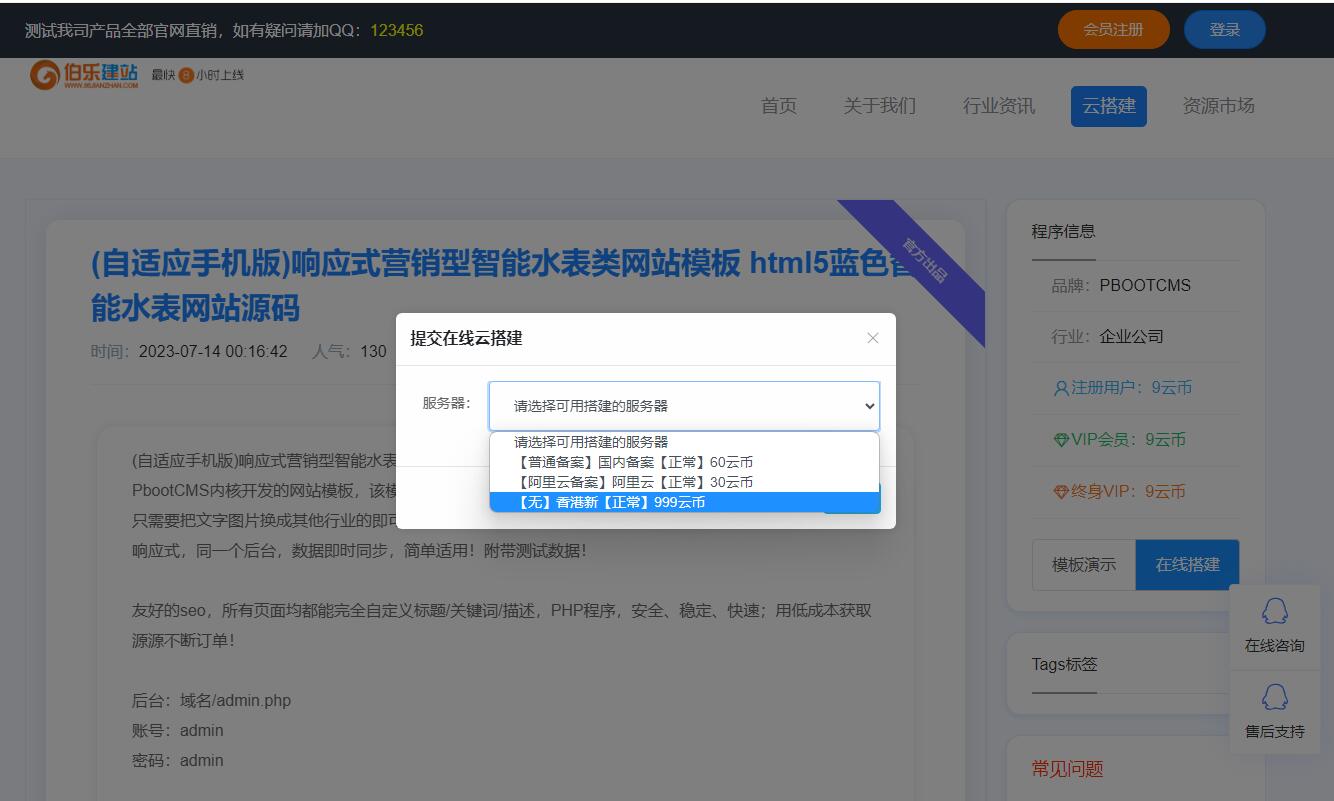 测试我司产品全部官网直销，如有疑问请加QQ：123456
会员注册
登录
伯乐建站
最快8小时上线
首页
关于我们
行业资讯
云搭建
资源市场
(自适应手机版)响应式营销型智能水表类网站模板 html5蓝色智
能水表网站源码
时间：2023-07-14 00:16:42
人气：130
官方出品
提交在线云搭建
服务器：
请选择可用搭建的服务器
请选择可用搭建的服务器
【普通备案】国内备案【正常】60云币
【阿里云备案】阿里云【正常】30云币
【无】香港新【正常】999云币
(自适应手机版)响应式营销型智能水表
PbootCMS内核开发的网站模板，该模
只需要把文字图片换成其他行业的即可
响应式，同一个后台，数据即时同步，简单适用！附带测试数据！
友好的seo，所有页面均都能完全自定义标题/关键词/描述，PHP程序，安全、稳定、快速；用低成本获取
源源不断订单！
后台：域名/admin.php
账号：admin
密码：admin
程序信息
品牌：PBOOTCMS
行业：企业公司
注册用户：9云币
VIP会员：9云币
终身VIP：9云币
模板演示
在线搭建
在线咨询
Tags标签
售后支持
常见问题